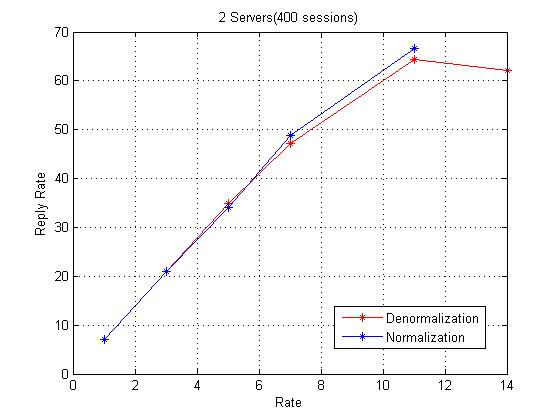 2 Servers(400 sessions)
70
60
50
40
30
20
10
0
Reply Rate
0 2 4 6 8 10 12 14
Rate
Denormalization
Normalization